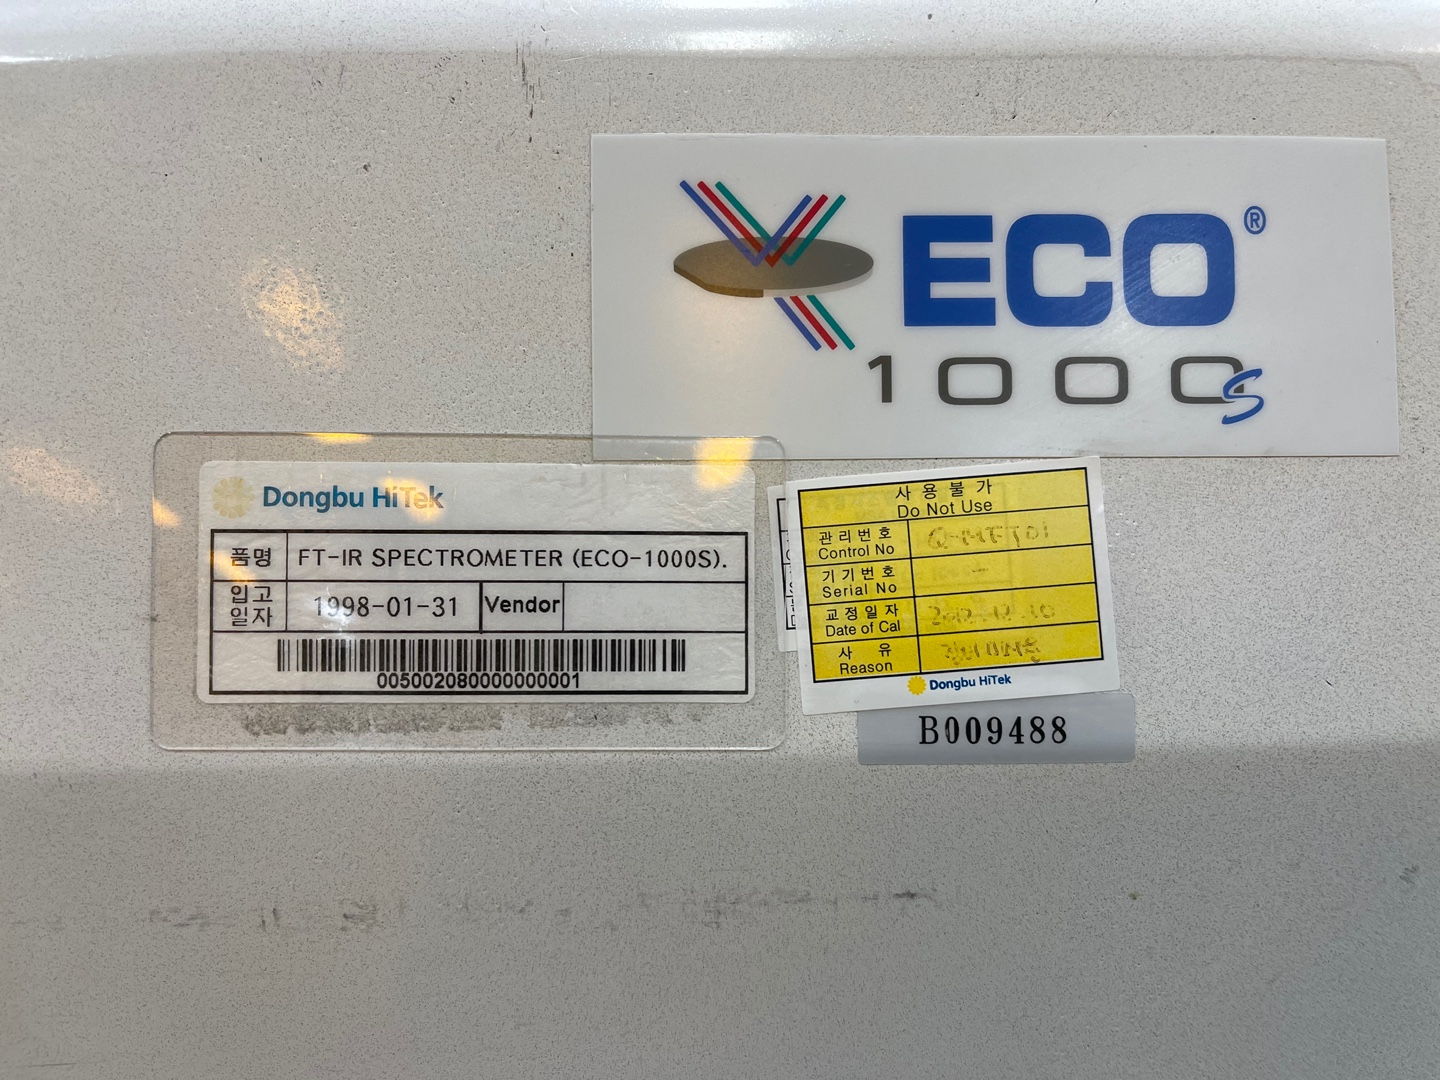 ECO®
1000S
Dongbu HiTek
품명 FT-IR SPECTROMETER (ECO-1000S).
입고
일자 1998-01-31 Vendor
005002080000000001
사용불가
Do Not Use
관리번호
Control No
기기번호
Serial No
교정일자
Date of Cal
사 유
Reason
Dongbu HiTek
B009488